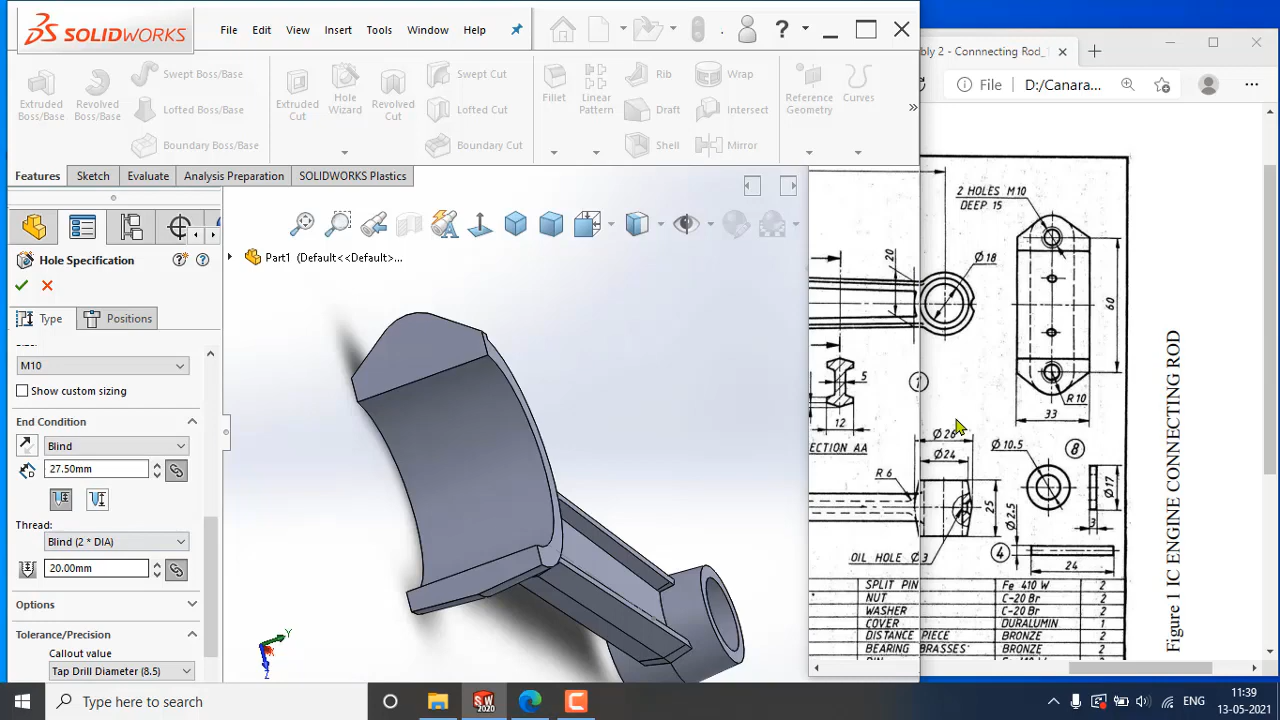 SOLIDWORKS
File Edit View Insert Tools Window Help
?
bly 2 - Connnecting Rod_
File D:/Canara...
Extruded Boss/Base
Revolved Boss/Base
Swept Boss/Base
Lofted Boss/Base
Boundary Boss/Base
Extruded Cut
Hole Wizard
Revolved Cut
Swept Cut
Lofted Cut
Boundary Cut
Fillet
Linear Pattern
Rib
Draft
Shell
Wrap
Intersect
Mirror
Reference Geometry
Curves
Features Sketch Evaluate Analysis Preparation SOLIDWORKS Plastics
Part1 (Default<<Default>...
Hole Specification
Type Positions
M10
Show custom sizing
End Condition
Blind
27.50mm
Thread:
Blind (2 * DIA)
20.00mm
Options
Tolerance/Precision
Callout value
Tap Drill Diameter (8.5)
Y
Z
2 HOLES M10
DEEP 15
Ø18
20
60
1
5
R10
33
12
ECTION AA
Ø26
Ø24
Ø10.5
8
R 6
25
Ø2.5
Ø17
3
OIL HOLE Ø3
4
24
SPLIT PIN Fe 410 W 2
NUT C-20 Br 2
WASHER C-20 Br 2
COVER DURALUMIN 1
DISTANCE PIECE BRONZE 2
BEARING BRASSES BRONZE 2
Figure 1 IC ENGINE CONNECTING ROD
Type here to search
SW
2020
ENG
11:39
13-05-2021